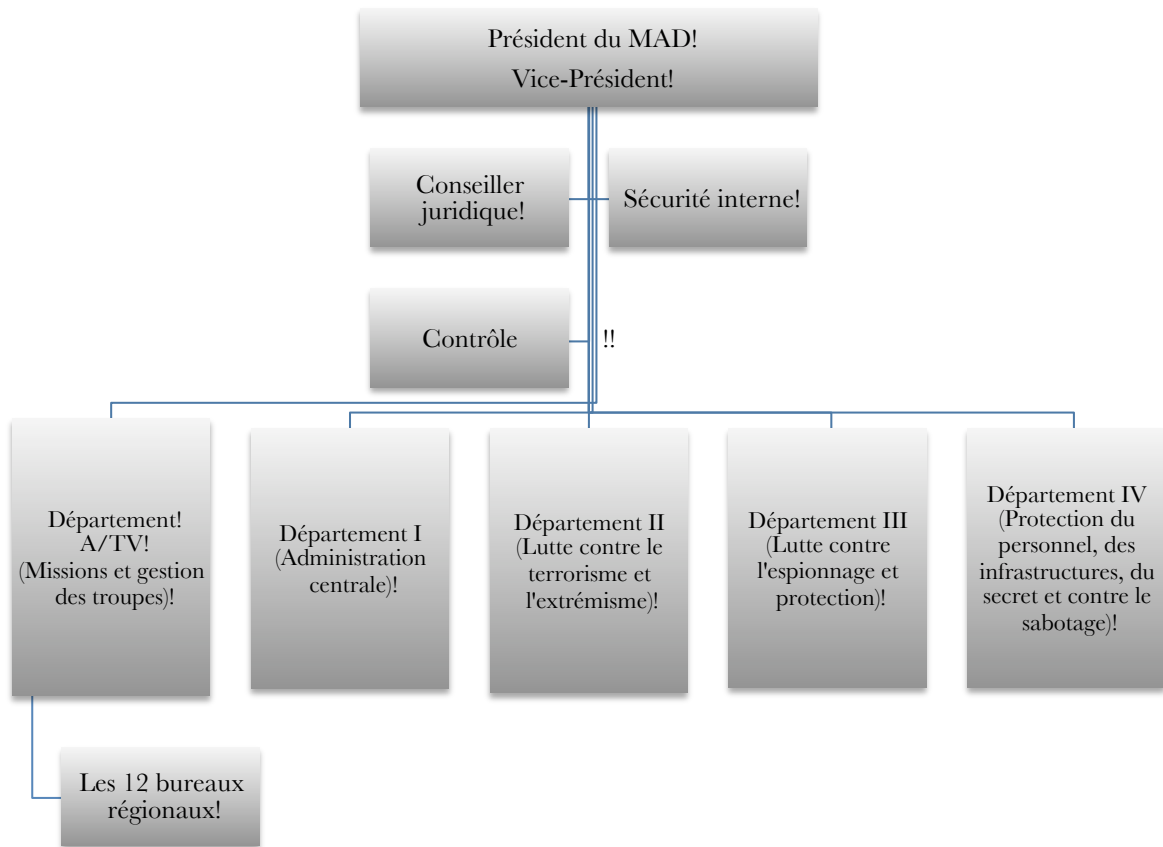 Président du MAD!
Vice-Président!
Conseiller
juridique!
Sécurité interne!
Contrôle
!!
Département!
A/TV!
(Missions et gestion
des troupes)!
Département I
(Administration
centrale)!
Département II
(Lutte contre le
terrorisme et
l'extrémisme)!
Département III
(Lutte contre
l'espionnage et
protection)!
Département IV
(Protection du
personnel, des
infrastructures, du
secret et contre le
sabotage)!
Les 12 bureaux
régionaux!